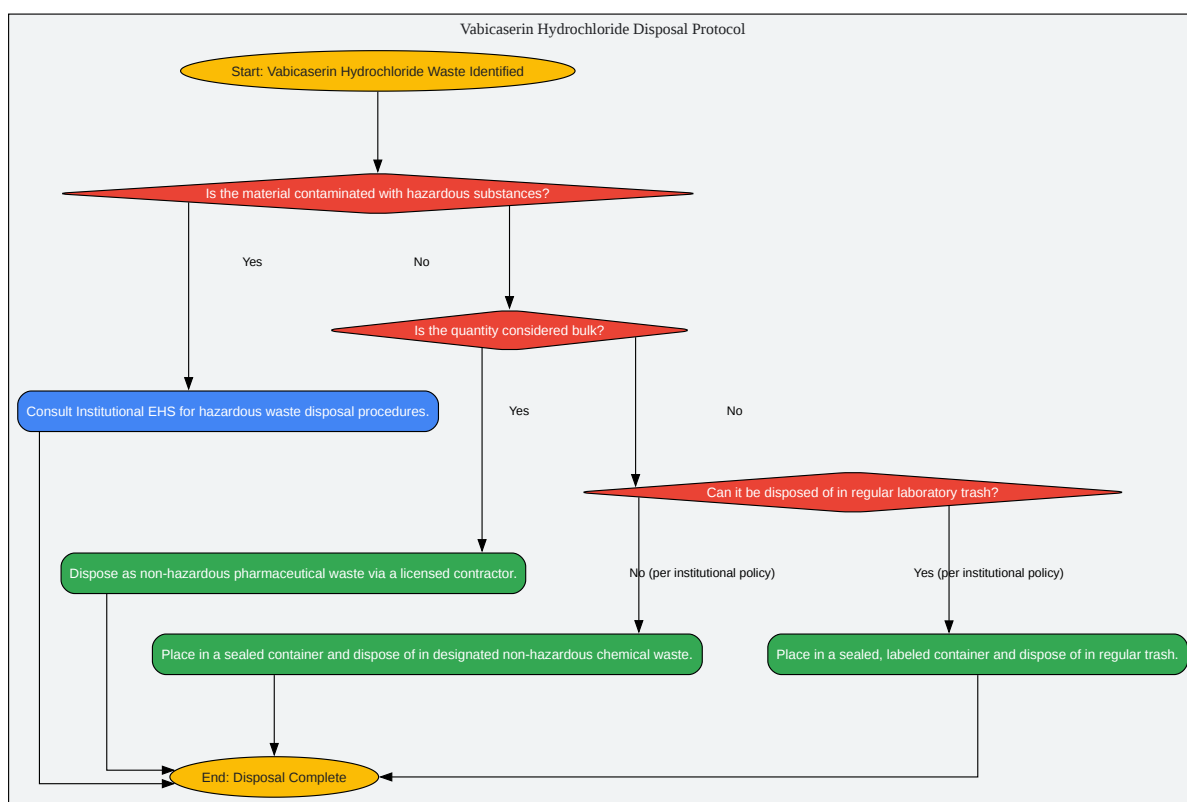 Vabicaserin Hydrochloride Disposal Protocol
Start: Vabicaserin Hydrochloride Waste Identified
Is the material contaminated with hazardous substances?
Yes
No
Is the quantity considered bulk?
Consult Institutional EHS for hazardous waste disposal procedures.
Yes
No
Can it be disposed of in regular laboratory trash?
Dispose as non-hazardous pharmaceutical waste via a licensed contractor.
No (per institutional policy)
Yes (per institutional policy)
Place in a sealed container and dispose of in designated non-hazardous chemical waste.
Place in a sealed, labeled container and dispose of in regular trash.
End: Disposal Complete